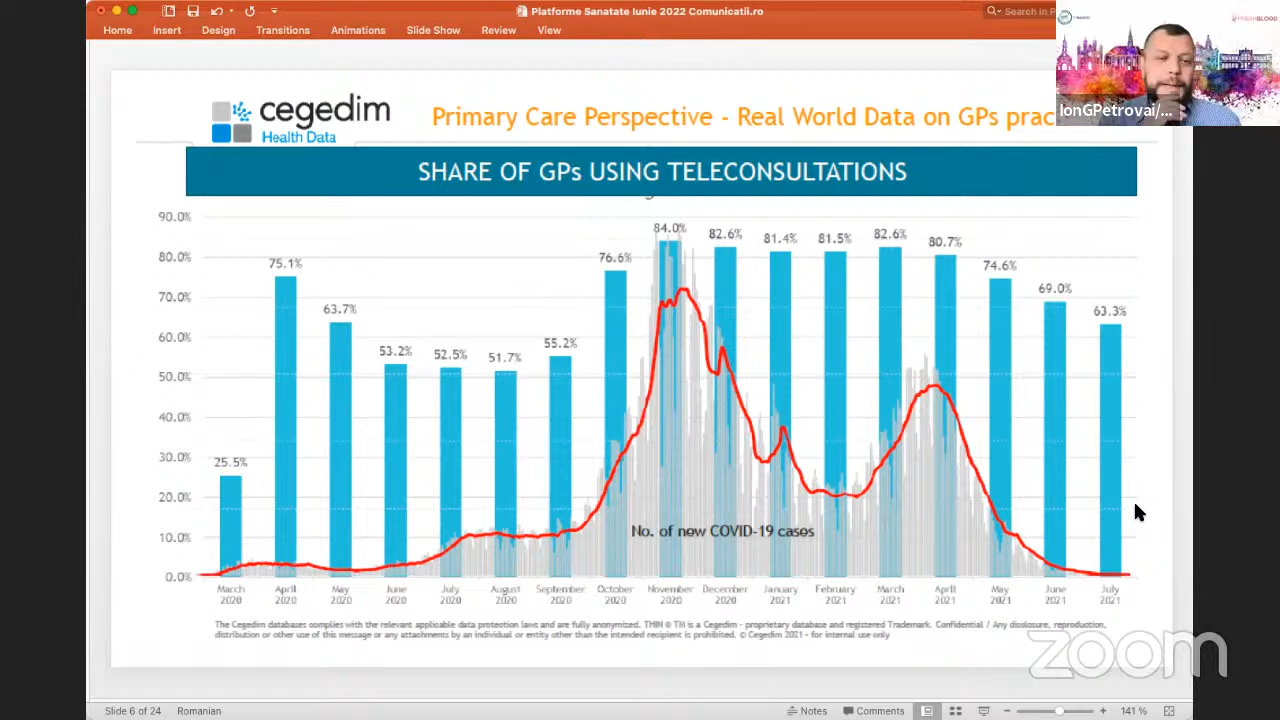 Platforme Sanatate Iunie 2022 Comunicatii.ro
Search in P
Home Insert Design Transitions Animations Slide Show Review View
IonGPetrovai/...
cegedim
Health Data
Primary Care Perspective - Real World Data on GPs prac
SHARE OF GPs USING TELECONSULTATIONS
90.0%
80.0%
70.0%
60.0%
50.0%
40.0%
30.0%
20.0%
10.0%
0.0%
25.5%
75.1%
63.7%
53.2%
52.5%
51.7%
55.2%
76.6%
84.0%
82.6%
81.4%
81.5%
82.6%
80.7%
74.6%
69.0%
63.3%
No. of new COVID-19 cases
March 2020
April 2020
May 2020
June 2020
July 2020
August 2020
September 2020
October 2020
November 2020
December 2020
January 2021
February 2021
March 2021
April 2021
May 2021
June 2021
July 2021
The Cegedim databases complies with the relevant applicable data protection laws and are fully anonymized. THIN ® TM is a Cegedim - proprietary database and registered Trademark. Confidential / Any disclosure, reproduction,
distribution or other use of this message or any attachments by an individual or entity other than the intended recipient is prohibited. © Cegedim 2021 - for internal use only
zoom
Slide 6 of 24 Romanian Notes Comments 141 %